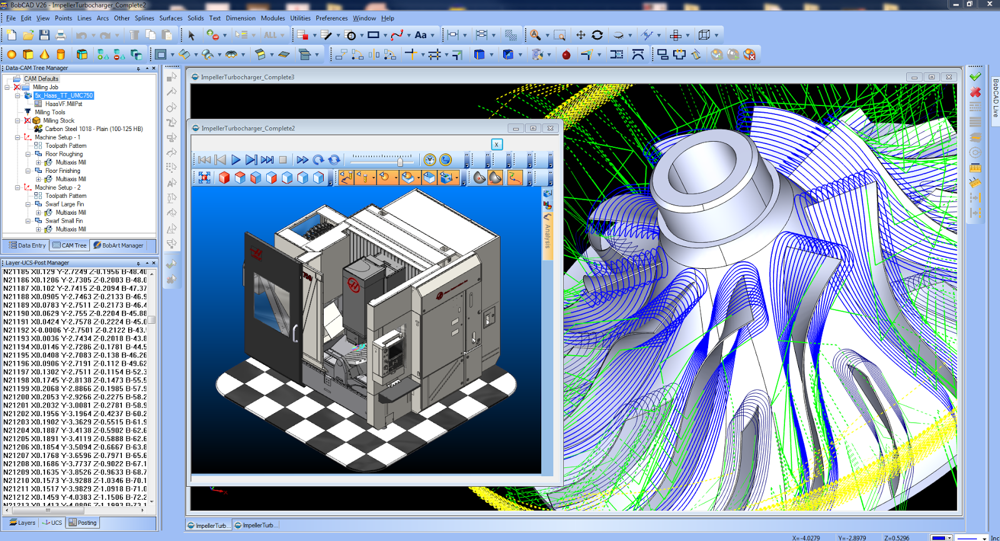 BobCAD V26 - ImpellerTurbocharger_Complete2
File Edit View Points Lines Arcs Other Splines Surfaces Solids Text Dimension Modules Utilities Preferences Window Help
ALL
Aa
Data-CAM Tree Manager
CAM Defaults
Milling Job
5x_Haas_TT_UMC750
HaasVF.MillPst
Milling Tools
Milling Stock
Carbon Steel 1018 - Plain (100-125 HB)
Machine Setup - 1
Toolpath Pattern
Floor Roughing
Multiaxis Mill
Floor Finishing
Multiaxis Mill
Machine Setup - 2
Toolpath Pattern
Swarf Large Fin
Multiaxis Mill
Swarf Small Fin
Multiaxis Mill
Data Entry CAM Tree BobArt Manager
Layer-UCS-Post Manager
N21185 X0.129 Y-2.7249 Z-0.1956 B-48.40
N21186 X0.1206 Y-2.7305 Z-0.2003 B-48.0
N21187 X0.102 Y-2.7415 Z-0.2094 B-47.37
N21188 X0.0905 Y-2.7463 Z-0.2133 B-46.9
N21189 X0.0783 Y-2.7511 Z-0.2173 B-46.4
N21190 X0.0629 Y-2.755 Z-0.2204 B-45.88
N21191 X0.0424 Y-2.7578 Z-0.2224 B-45.0
N21192 X-0.0006 Y-2.7501 Z-0.2122 B-43.
N21193 X0.0036 Y-2.7434 Z-0.2018 B-43.8
N21194 X0.0146 Y-2.7286 Z-0.1781 B-44.5
N21195 X0.0408 Y-2.7083 Z-0.138 B-46.26
N21196 X0.0906 Y-2.7191 Z-0.112 B-49.62
N21197 X0.1302 Y-2.7511 Z-0.1154 B-52.3
N21198 X0.1745 Y-2.8138 Z-0.1473 B-55.5
N21199 X0.2068 Y-2.8866 Z-0.1985 B-57.9
N21200 X0.2053 Y-2.9266 Z-0.2275 B-58.2
N21201 X0.2032 Y-3.0081 Z-0.2781 B-58.9
N21202 X0.1956 Y-3.1964 Z-0.4237 B-60.2
N21203 X0.1902 Y-3.3629 Z-0.5515 B-61.9
N21204 X0.1887 Y-3.4138 Z-0.5902 B-62.6
N21205 X0.1891 Y-3.4119 Z-0.5888 B-62.6
N21206 X0.1854 Y-3.5094 Z-0.6667 B-63.8
N21207 X0.1768 Y-3.6596 Z-0.7971 B-65.6
N21208 X0.1686 Y-3.7737 Z-0.9022 B-67.1
N21209 X0.1635 Y-3.8526 Z-0.9633 B-68.7
N21210 X0.1573 Y-3.9288 Z-1.0346 B-70.1
N21211 X0.1517 Y-3.9829 Z-1.0918 B-71.0
N21212 X0.1459 Y-4.0383 Z-1.1506 B-72.2
N21213 X0.1413 Y-4.0806 Z-1.1993 B-73.1
Layers UCS Posting
ImpellerTurbocharger_Complete3
ImpellerTurbocharger_Complete2
X
Analysis
BobCAD Live
ImpellerTurb... ImpellerTurb...
X=-4.0279 Y=-2.8979 Z=0.5296 Inc